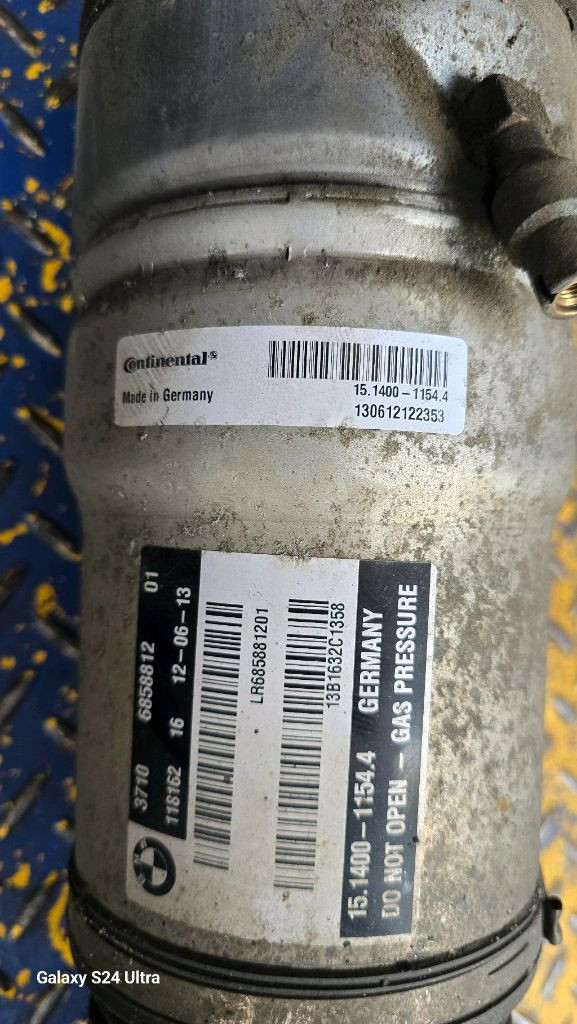 Continental
Made in Germany
15.1400-1154.4
130612122353
3710 6858812 01
118162 16 12-06-13
LR685881201
13B1632C1358
15.1400-1154.4 GERMANY
DO NOT OPEN - GAS PRESSURE
BMW
Galaxy S24 Ultra